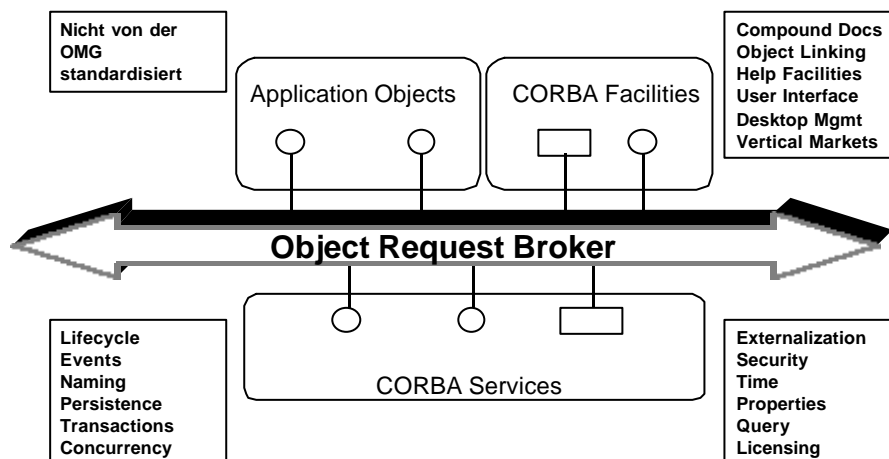 Nicht von der
OMG
standardisiert
Application Objects
CORBA Facilities
Compound Docs
Object Linking
Help Facilities
User Interface
Desktop Mgmt
Vertical Markets
Object Request Broker
Lifecycle
Events
Naming
Persistence
Transactions
Concurrency
CORBA Services
Externalization
Security
Time
Properties
Query
Licensing